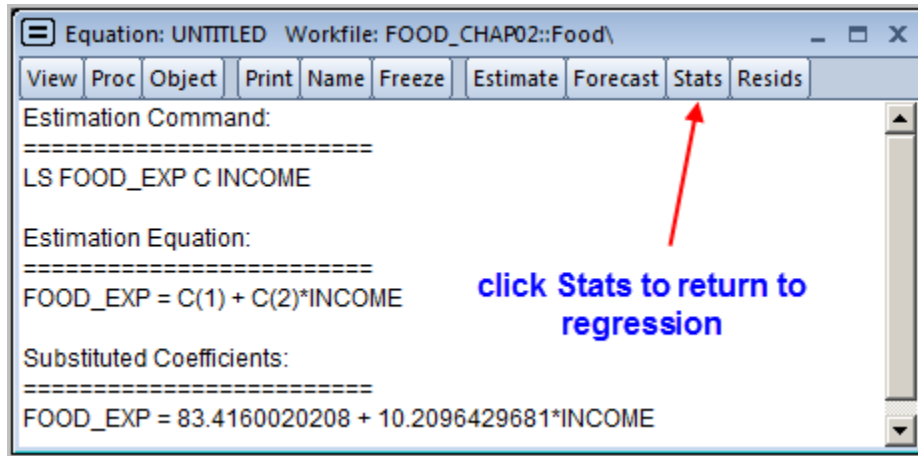 Equation: UNTITLED Workfile: FOOD_CHAP02::Food\
View Proc Object Print Name Freeze Estimate Forecast Stats Resids
Estimation Command:
=========================
LS FOOD_EXP C INCOME
Estimation Equation:
=========================
FOOD_EXP = C(1) + C(2)*INCOME
click Stats to return to
regression
Substituted Coefficients:
=========================
FOOD_EXP = 83.4160020208 + 10.2096429681*INCOME